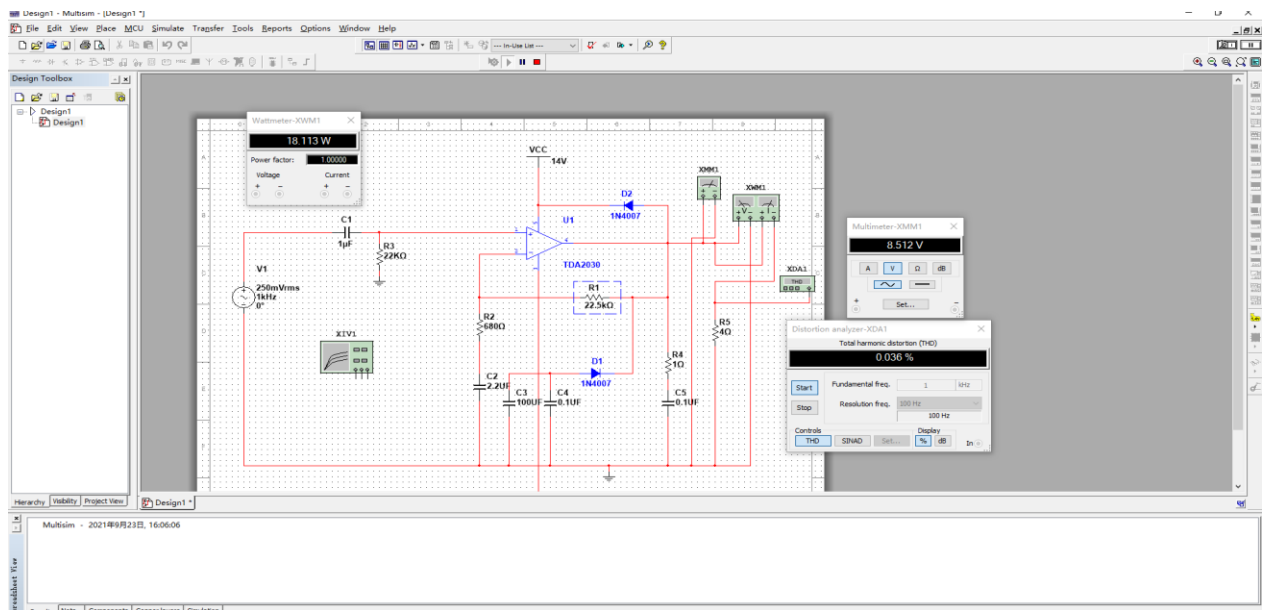 Design1 - Multisim - [Design1 *]
File Edit View Place MCU Simulate Transfer Tools Reports Options Window Help
--- In-Use List ---
Design Toolbox
Design1
Design1
Wattmeter-XWM1
18.113 W
Power factor: 1.00000
Voltage Current
+ - + -
VCC
14V
XMM1
XWM1
D2
1N4007
C1
1µF
R3
22KΩ
U1
TDA2030
Multimeter-XMM1
8.512 V
A V Ω dB
+ Set... -
V1
250mVrms
1kHz
0°
R1
22.5kΩ
XDA1
THD
R2
680Ω
R5
4Ω
XIV1
Distortion analyzer-XDA1
Total harmonic distortion (THD)
0.036 %
Start Fundamental freq. 1 kHz
Stop Resolution freq. 100 Hz
100 Hz
Controls Display
THD SINAD Set... % dB In
D1
1N4007
R4
1Ω
C2
2.2UF
C3
100UF
C4
0.1UF
C5
0.1UF
Hierarchy Visibility Project View
Design1 *
Multisim - 2021年9月23日, 16:06:06